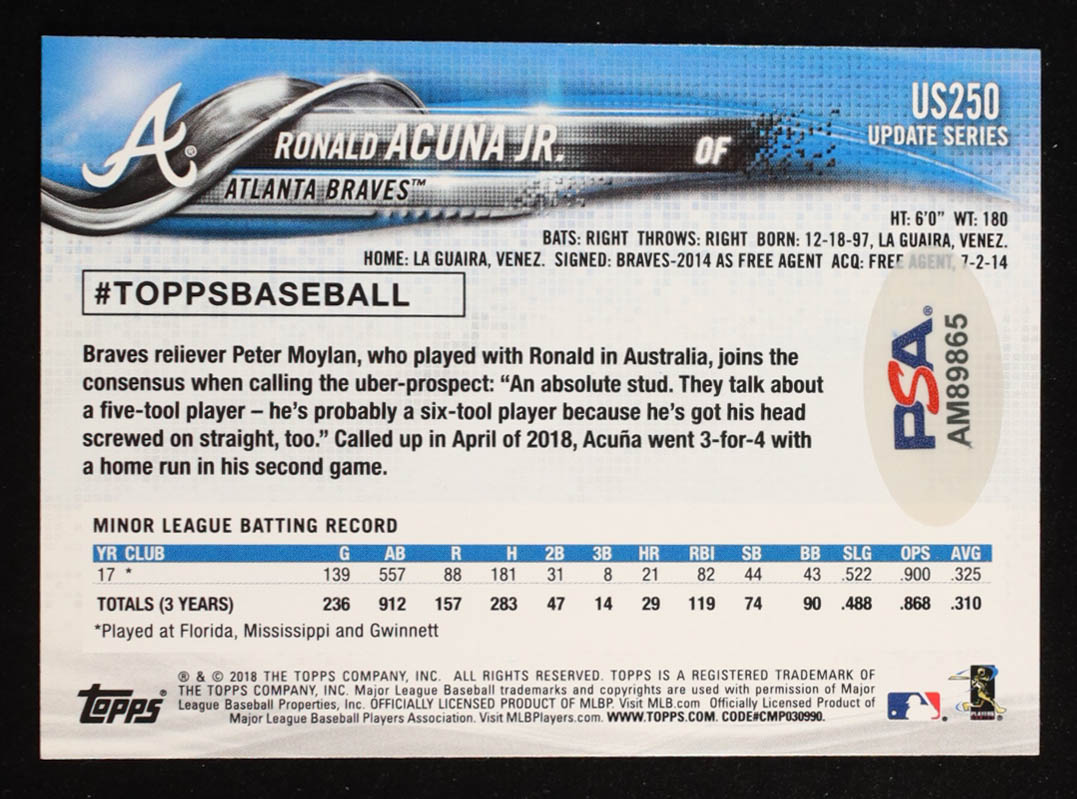 A®
RONALD ACUÑA JR. OF
ATLANTA BRAVES™
US250
UPDATE SERIES
HT: 6'0" WT: 180
BATS: RIGHT THROWS: RIGHT BORN: 12-18-97, LA GUAIRA, VENEZ.
HOME: LA GUAIRA, VENEZ. SIGNED: BRAVES-2014 AS FREE AGENT ACQ: FREE AGENT, 7-2-14
#TOPPSBASEBALL
Braves reliever Peter Moylan, who played with Ronald in Australia, joins the
consensus when calling the uber-prospect: “An absolute stud. They talk about
a five-tool player – he's probably a six-tool player because he's got his head
screwed on straight, too.” Called up in April of 2018, Acuña went 3-for-4 with
a home run in his second game.
PSA®
AM89865
MINOR LEAGUE BATTING RECORD
YR CLUB G AB R H 2B 3B HR RBI SB BB SLG OPS AVG
17 * 139 557 88 181 31 8 21 82 44 43 .522 .900 .325
TOTALS (3 YEARS) 236 912 157 283 47 14 29 119 74 90 .488 .868 .310
*Played at Florida, Mississippi and Gwinnett
Topps®
® & © 2018 THE TOPPS COMPANY, INC. ALL RIGHTS RESERVED. TOPPS IS A REGISTERED TRADEMARK OF
THE TOPPS COMPANY, INC. Major League Baseball trademarks and copyrights are used with permission of Major
League Baseball Properties, Inc. OFFICIALLY LICENSED PRODUCT OF MLBP. Visit MLB.com Officially Licensed Product of
Major League Baseball Players Association. Visit MLBPlayers.com. WWW.TOPPS.COM. CODE#CMP030990.
PLAYERS